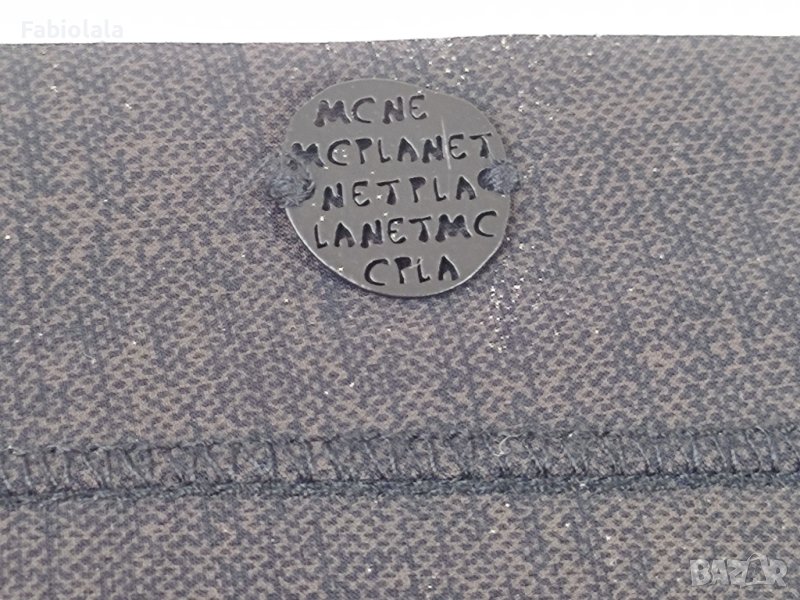 Fabiolala
MCNE
MCPLANET
NETPLA
LANETMC
CPLA
BAZAR